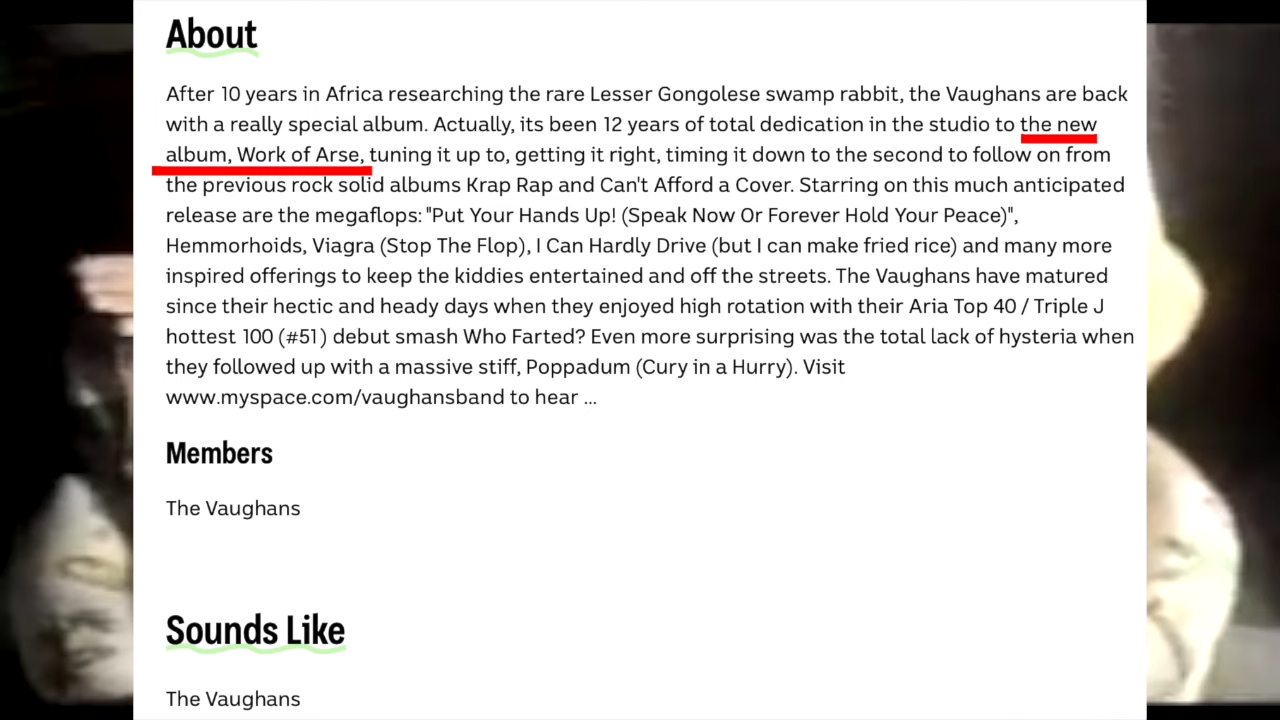 About
After 10 years in Africa researching the rare Lesser Gongolese swamp rabbit, the Vaughans are back
with a really special album. Actually, its been 12 years of total dedication in the studio to the new
album, Work of Arse, tuning it up to, getting it right, timing it down to the second to follow on from
the previous rock solid albums Krap Rap and Can't Afford a Cover. Starring on this much anticipated
release are the megaflops: "Put Your Hands Up! (Speak Now Or Forever Hold Your Peace)",
Hemmorhoids, Viagra (Stop The Flop), I Can Hardly Drive (but I can make fried rice) and many more
inspired offerings to keep the kiddies entertained and off the streets. The Vaughans have matured
since their hectic and heady days when they enjoyed high rotation with their Aria Top 40 / Triple J
hottest 100 (#51) debut smash Who Farted? Even more surprising was the total lack of hysteria when
they followed up with a massive stiff, Poppadum (Cury in a Hurry). Visit
www.myspace.com/vaughansband to hear ...
Members
The Vaughans
Sounds Like
The Vaughans